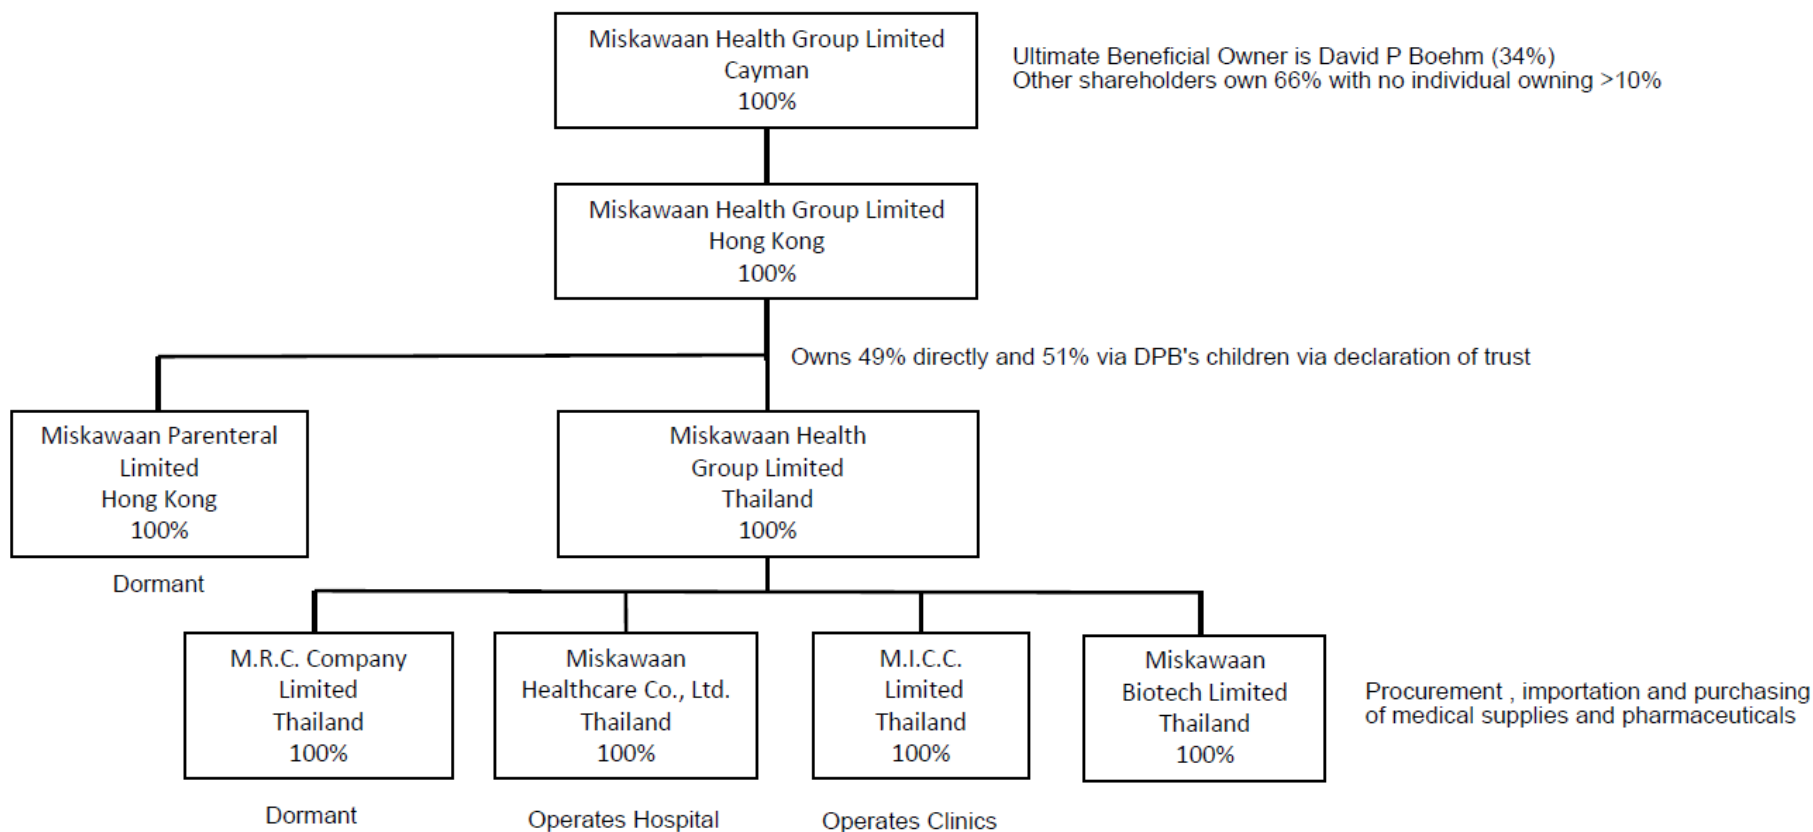 Miskawaan Health Group Limited
Cayman
100%
Ultimate Beneficial Owner is David P Boehm (34%)
Other shareholders own 66% with no individual owning >10%
Miskawaan Health Group Limited
Hong Kong
100%
Owns 49% directly and 51% via DPB's children via declaration of trust
Miskawaan Parenteral
Limited
Hong Kong
100%
Dormant
Miskawaan Health
Group Limited
Thailand
100%
M.R.C. Company
Limited
Thailand
100%
Dormant
Miskawaan
Healthcare Co., Ltd.
Thailand
100%
Operates Hospital
M.I.C.C.
Limited
Thailand
100%
Operates Clinics
Miskawaan
Biotech Limited
Thailand
100%
Procurement , importation and purchasing
of medical supplies and pharmaceuticals